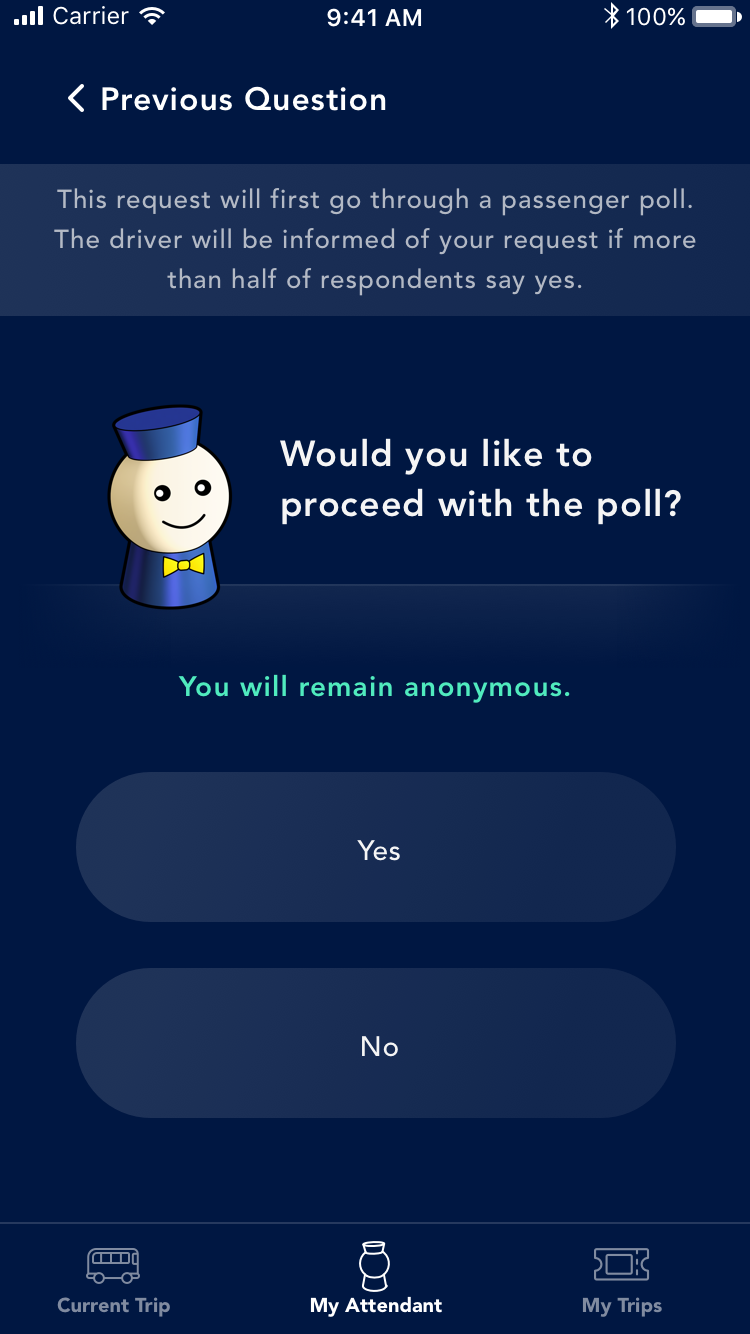 Carrier 9:41 AM 100%
Previous Question
This request will first go through a passenger poll.
The driver will be informed of your request if more
than half of respondents say yes.
Would you like to
proceed with the poll?
You will remain anonymous.
Yes
No
Current Trip My Attendant My Trips